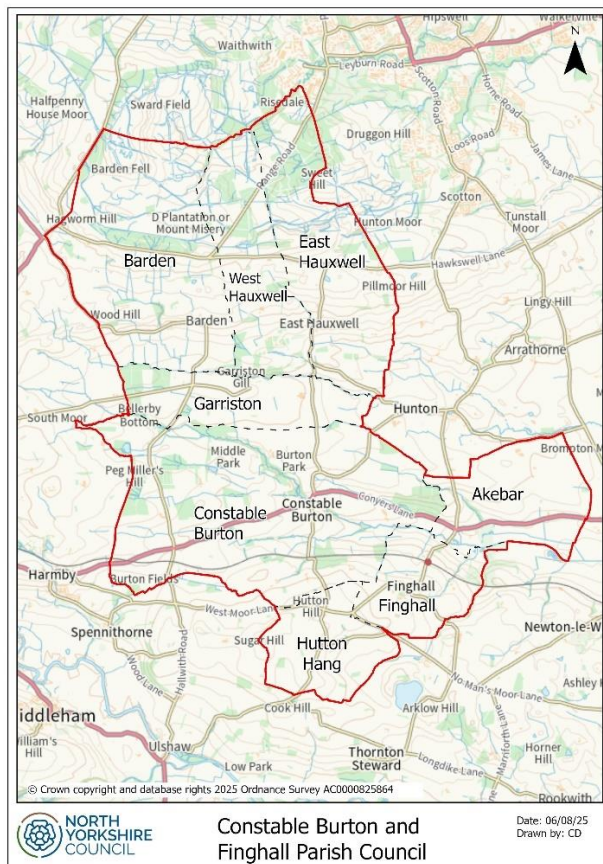 Hipswell
Walkerville
Waithwith
Leyburn Road
N
Halfpenny
House Moor
Sward Field
Risedale
Scotton Road
Horne Road
Druggon Hill
Range Road
Loos Road
James Lane
Barden Fell
Sweet
Hill
Scotton
Hagworm Hill
D Plantation or
Mount Misery
Hunton Moor
Tunstall
Moor
East
Hauxwell
Barden
Hawkswell Lane
West
Hauxwell
Pillmoor Hill
Lingy Hill
Wood Hill
Barden
East Hauxwell
Arrathorne
Garriston
Gill
Garriston
South Moor
Bellerby
Bottom
Hunton
Middle
Park
Burton
Park
Brompton M
Peg Miller's
Hill
Akebar
Constable
Burton
Constable
Burton
Conyers Lane
Harmby
Burton Fields
Finghall
Finghall
West Moor Lane
Hutton
Hill
Spennithorne
Sugar Hill
Hutton
Hang
Newton-le-W
Wood Lane
Hallwith Road
No Man's Moor Lane
Ashley H
iddleham
Cook Hill
Arklow Hill
Marriforth Lane
Villiam's
Hill
Ulshaw
Thornton
Steward
Horner
Hill
Low Park
Longdike Lane
Rookwith
© Crown copyright and database rights 2025 Ordnance Survey AC0000825864
NORTH
YORKSHIRE
COUNCIL
Constable Burton and
Finghall Parish Council
Date: 06/08/25
Drawn by: CD